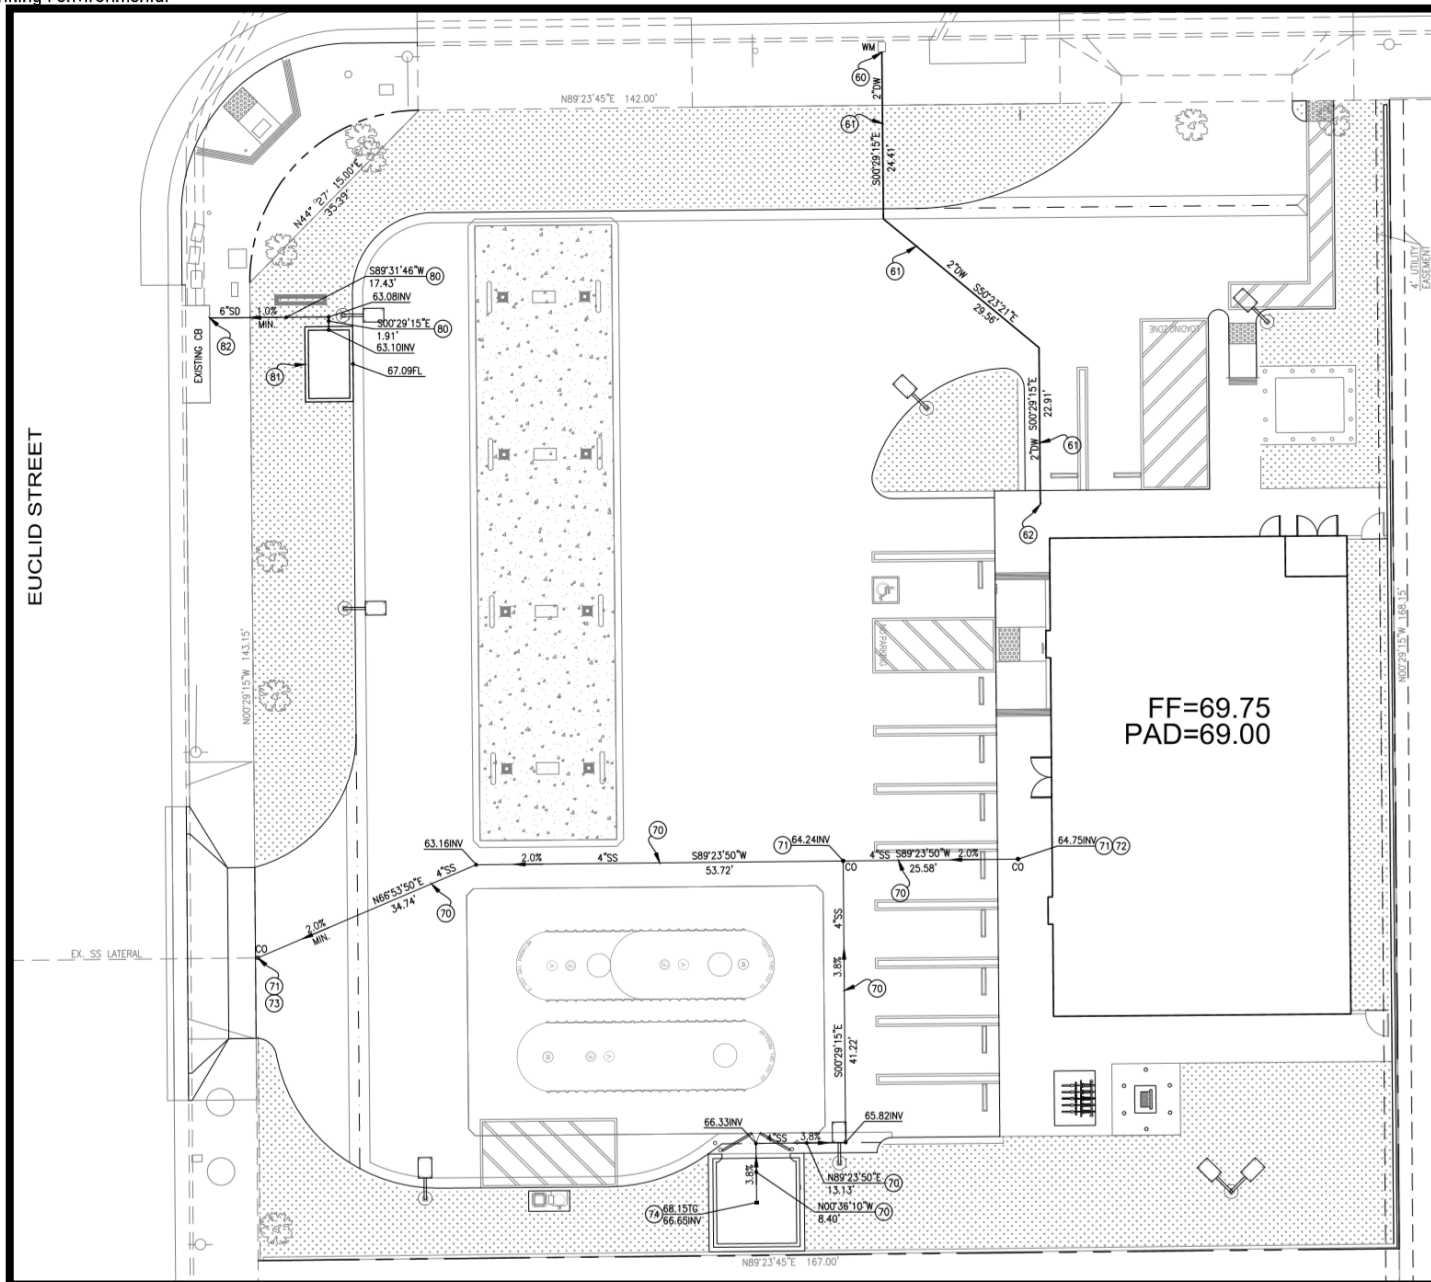 WM
60
2"DW
61
S00°29'15"E
24.41'
N89°23'45"E 142.00'
N44° 27' 15.00"E
35.39'
61
2"DW
S50°23'21"E
29.56'
4' UTILITY
EASEMENT
S89°31'46"W
17.43'
80
63.08INV
6"SD
1.0%
MIN.
S00°29'15"E
1.91'
80
63.10INV
82
EXISTING CB
81
67.09FL
LOADING ZONE
2"DW S00°29'15"E
22.91'
61
62
EUCLID STREET
NO PARKING
N00°29'15"W 143.15'
N00°29'15"W 168.15'
FF=69.75
PAD=69.00
63.16INV
2.0%
4"SS
70
S89°23'50"W
53.72'
71
64.24INV
CO
4"SS
S89°23'50"W
25.58'
2.0%
70
CO
64.75INV
71
72
4"SS
N66°53'50"E
34.74'
70
2.0%
MIN.
CO
EX. SS LATERAL
71
73
4"SS
3.8%
70
S00°29'15"E
41.22'
66.33INV
4"SS
3.8%
65.82INV
3.8%
N89°23'50"E
13.13'
70
N00°36'10"W
8.40'
70
74
68.15TG
66.65INV
N89°23'45"E 167.00'